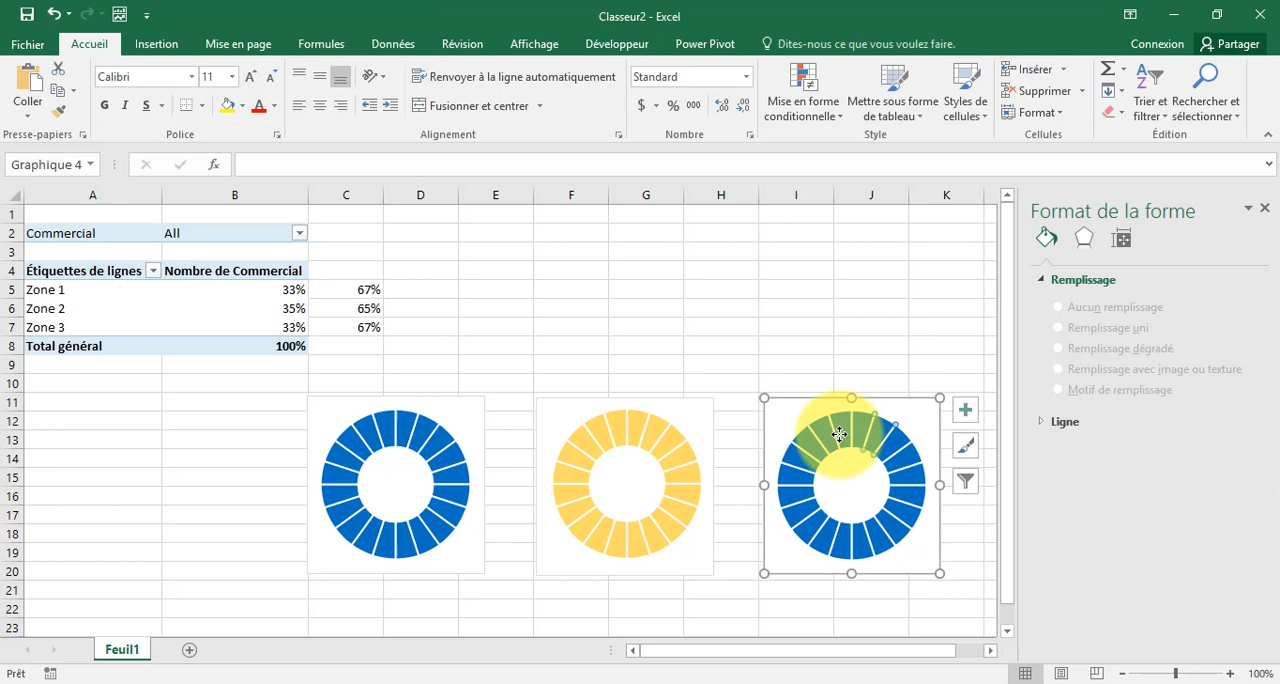 Classeur2 - Excel
Fichier Accueil Insertion Mise en page Formules Données Révision Affichage Développeur Power Pivot Dites-nous ce que vous voulez faire. Connexion Partager
Coller
Presse-papiers
Calibri 11
G I S
Police
Renvoyer à la ligne automatiquement
Fusionner et centrer
Alignement
Standard
$ % 000
Nombre
Mise en forme conditionnelle
Mettre sous forme de tableau
Styles de cellules
Style
Insérer
Supprimer
Format
Cellules
Trier et filtrer
Rechercher et sélectionner
Édition
Graphique 4
fx
A B C D E F G H I J K
1
2 Commercial All
3
4 Étiquettes de lignes Nombre de Commercial
5 Zone 1 33% 67%
6 Zone 2 35% 65%
7 Zone 3 33% 67%
8 Total général 100%
9
10
11
12
13
14
15
16
17
18
19
20
21
22
23
Format de la forme
Remplissage
Aucun remplissage
Remplissage uni
Remplissage dégradé
Remplissage avec image ou texture
Motif de remplissage
Ligne
Feuil1
Prêt
100%